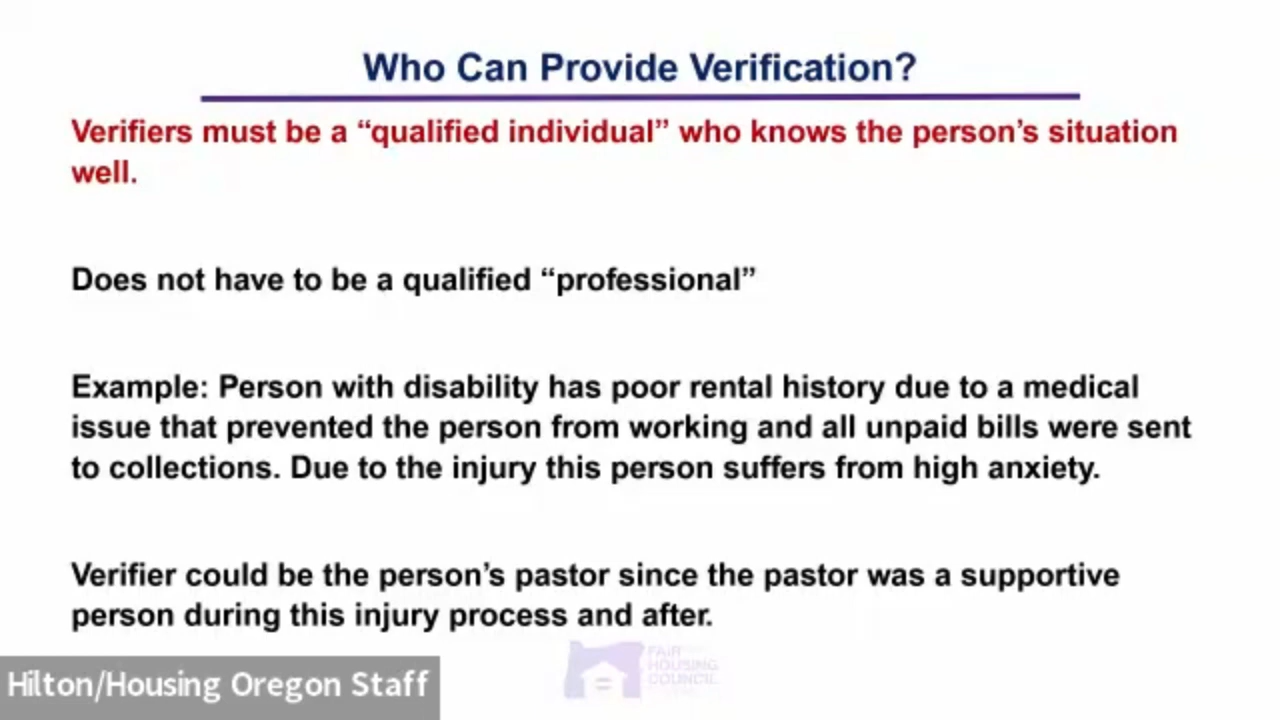 Who Can Provide Verification?
Verifiers must be a “qualified individual” who knows the person’s situation
well.
Does not have to be a qualified “professional”
Example: Person with disability has poor rental history due to a medical
issue that prevented the person from working and all unpaid bills were sent
to collections. Due to the injury this person suffers from high anxiety.
Verifier could be the person’s pastor since the pastor was a supportive
person during this injury process and after.
FAIR
HOUSING
COUNCIL
Hilton/Housing Oregon Staff